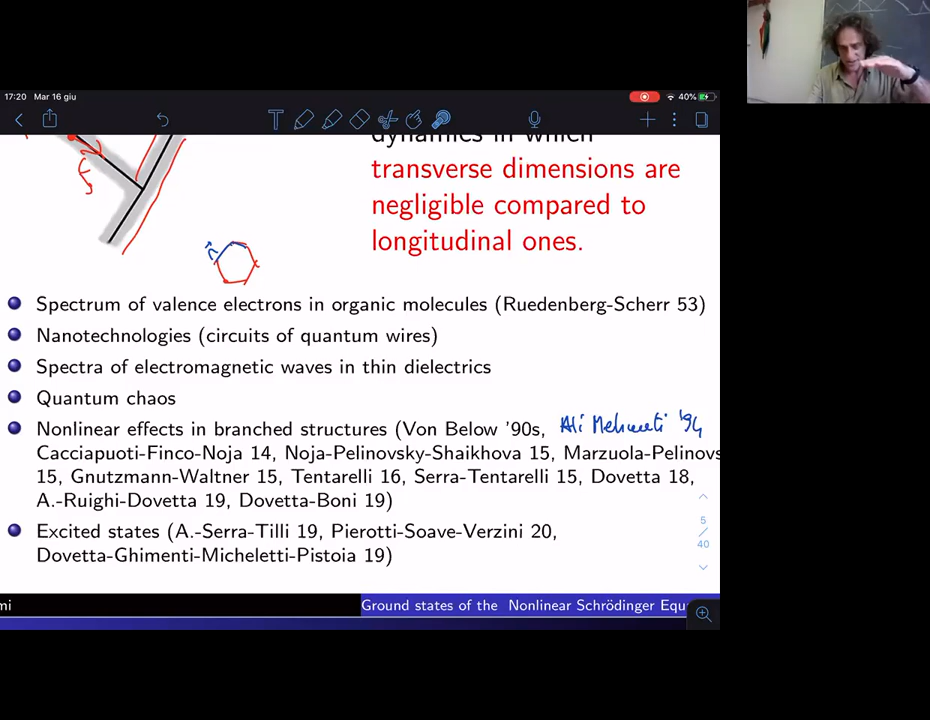 17:20 Mar 16 giu
40%
dynamics in which
transverse dimensions are
negligible compared to
longitudinal ones.
Spectrum of valence electrons in organic molecules (Ruedenberg-Scherr 53)
Nanotechnologies (circuits of quantum wires)
Spectra of electromagnetic waves in thin dielectrics
Quantum chaos
Nonlinear effects in branched structures (Von Below '90s, Ali Mehmeti '94
Cacciapuoti-Finco-Noja 14, Noja-Pelinovsky-Shaikhova 15, Marzuola-Pelinovs
15, Gnutzmann-Waltner 15, Tentarelli 16, Serra-Tentarelli 15, Dovetta 18,
A.-Ruighi-Dovetta 19, Dovetta-Boni 19)
Excited states (A.-Serra-Tilli 19, Pierotti-Soave-Verzini 20,
Dovetta-Ghimenti-Micheletti-Pistoia 19)
5
/
40
mi Ground states of the Nonlinear Schrödinger Equ